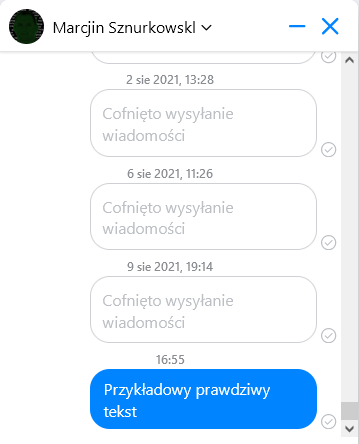 Marcjin Sznurkowskl
2 sie 2021, 13:28
Cofnięto wysyłanie
wiadomości
6 sie 2021, 11:26
Cofnięto wysyłanie
wiadomości
9 sie 2021, 19:14
Cofnięto wysyłanie
wiadomości
16:55
Przykładowy prawdziwy
tekst